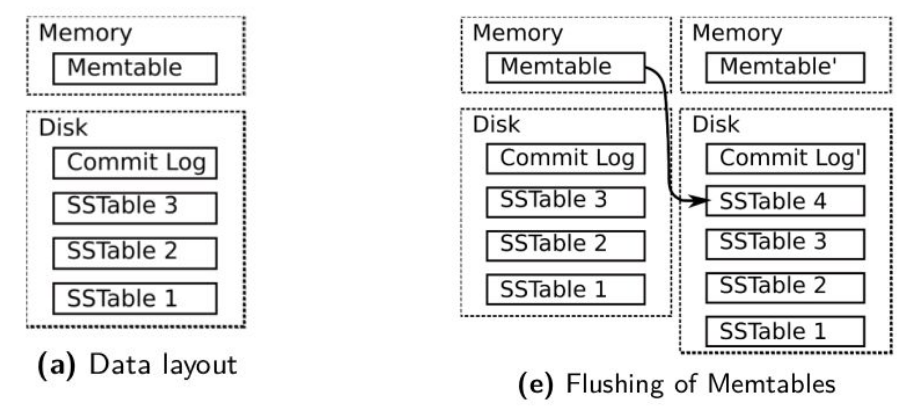 Memory
Memtable
Disk
Commit Log
SSTable 3
SSTable 2
SSTable 1
(a) Data layout
Memory
Memtable
Disk
Commit Log
SSTable 3
SSTable 2
SSTable 1
Memory
Memtable'
Disk
Commit Log'
SSTable 4
SSTable 3
SSTable 2
SSTable 1
(e) Flushing of Memtables